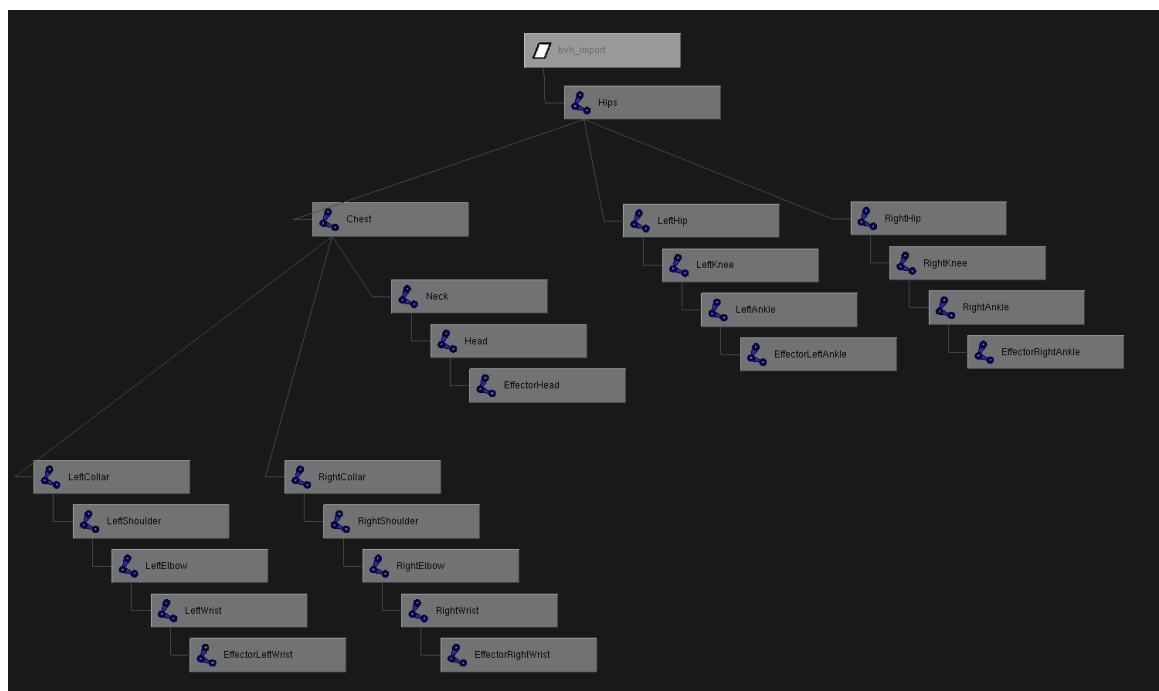 bvh_import
Hips
Chest
LeftHip
RightHip
LeftKnee
RightKnee
Neck
LeftAnkle
RightAnkle
Head
EffectorLeftAnkle
EffectorRightAnkle
EffectorHead
LeftCollar
RightCollar
LeftShoulder
RightShoulder
LeftElbow
RightElbow
LeftWrist
RightWrist
EffectorLeftWrist
EffectorRightWrist